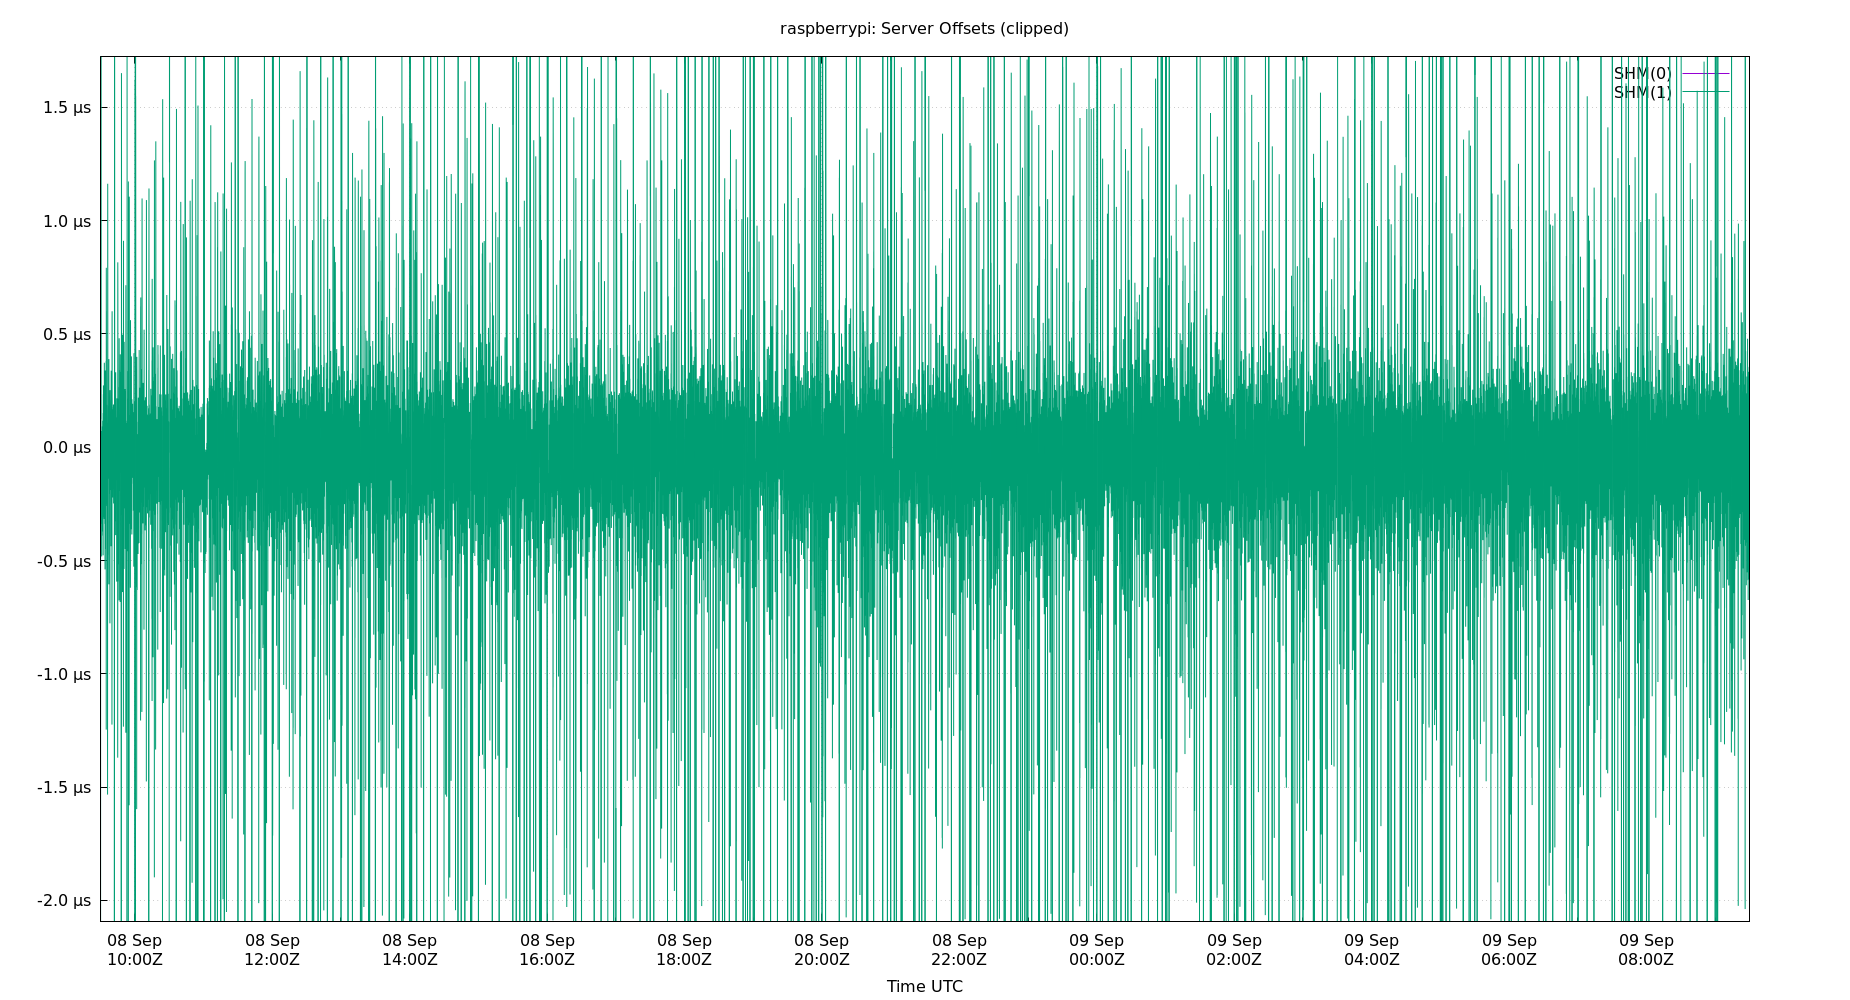 raspberrypi: Server Offsets (clipped)
SHM(0)
SHM(1)
1.5 µs
1.0 µs
0.5 µs
0.0 µs
-0.5 µs
-1.0 µs
-1.5 µs
-2.0 µs
08 Sep 08 Sep 08 Sep 08 Sep 08 Sep 08 Sep 08 Sep 09 Sep 09 Sep 09 Sep 09 Sep 09 Sep
10:00Z 12:00Z 14:00Z 16:00Z 18:00Z 20:00Z 22:00Z 00:00Z 02:00Z 04:00Z 06:00Z 08:00Z
Time UTC